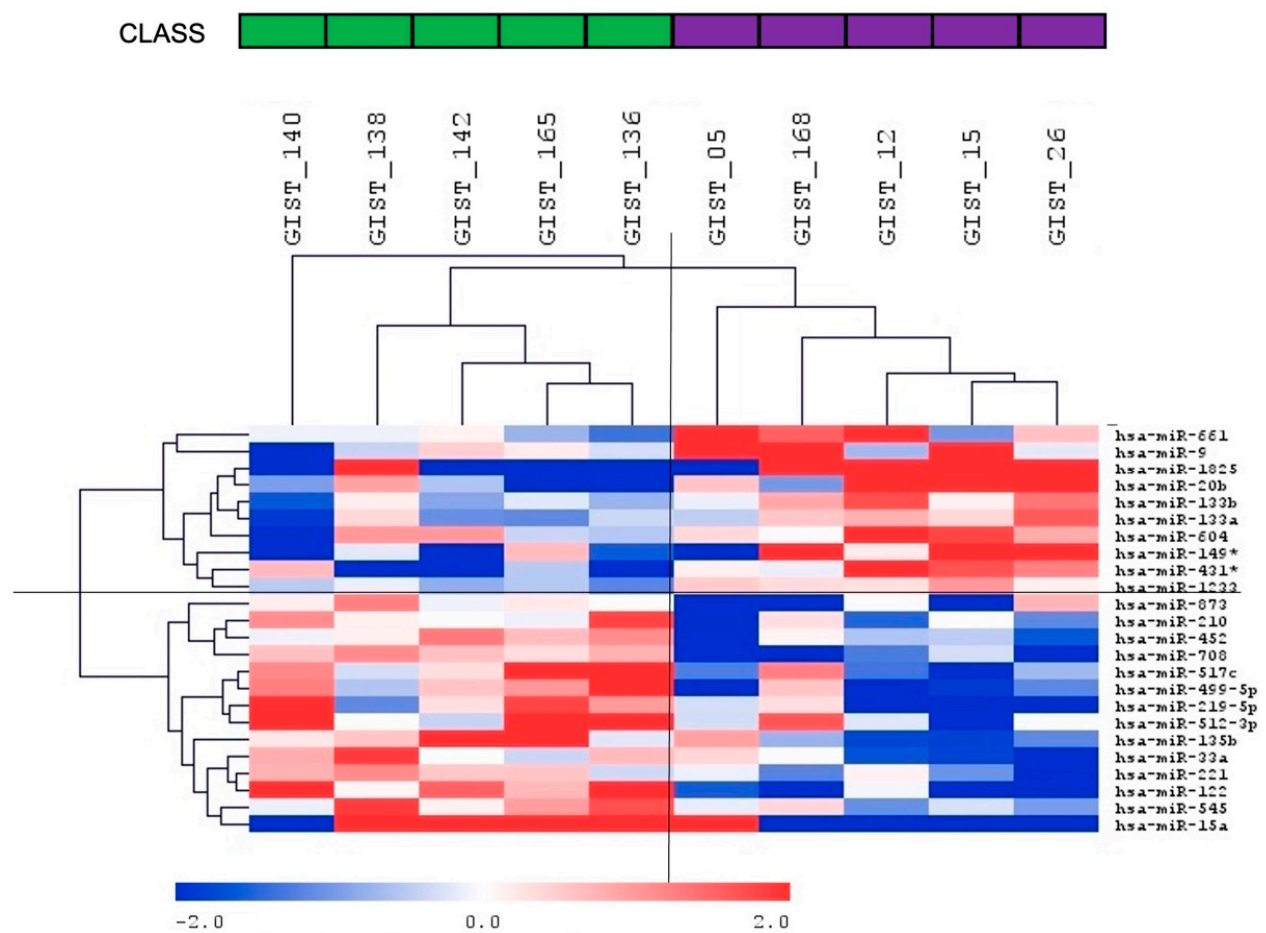 CLASS
GIST_140
GIST_138
GIST_142
GIST_165
GIST_136
GIST_05
GIST_168
GIST_12
GIST_15
GIST_26
hsa-miR-661
hsa-miR-9
hsa-miR-1825
hsa-miR-20b
hsa-miR-133b
hsa-miR-133a
hsa-miR-604
hsa-miR-149*
hsa-miR-431*
hsa-miR-1233
hsa-miR-873
hsa-miR-210
hsa-miR-452
hsa-miR-708
hsa-miR-517c
hsa-miR-499-5p
hsa-miR-219-5p
hsa-miR-512-3p
hsa-miR-135b
hsa-miR-33a
hsa-miR-221
hsa-miR-122
hsa-miR-545
hsa-miR-15a
-2.0 0.0 2.0